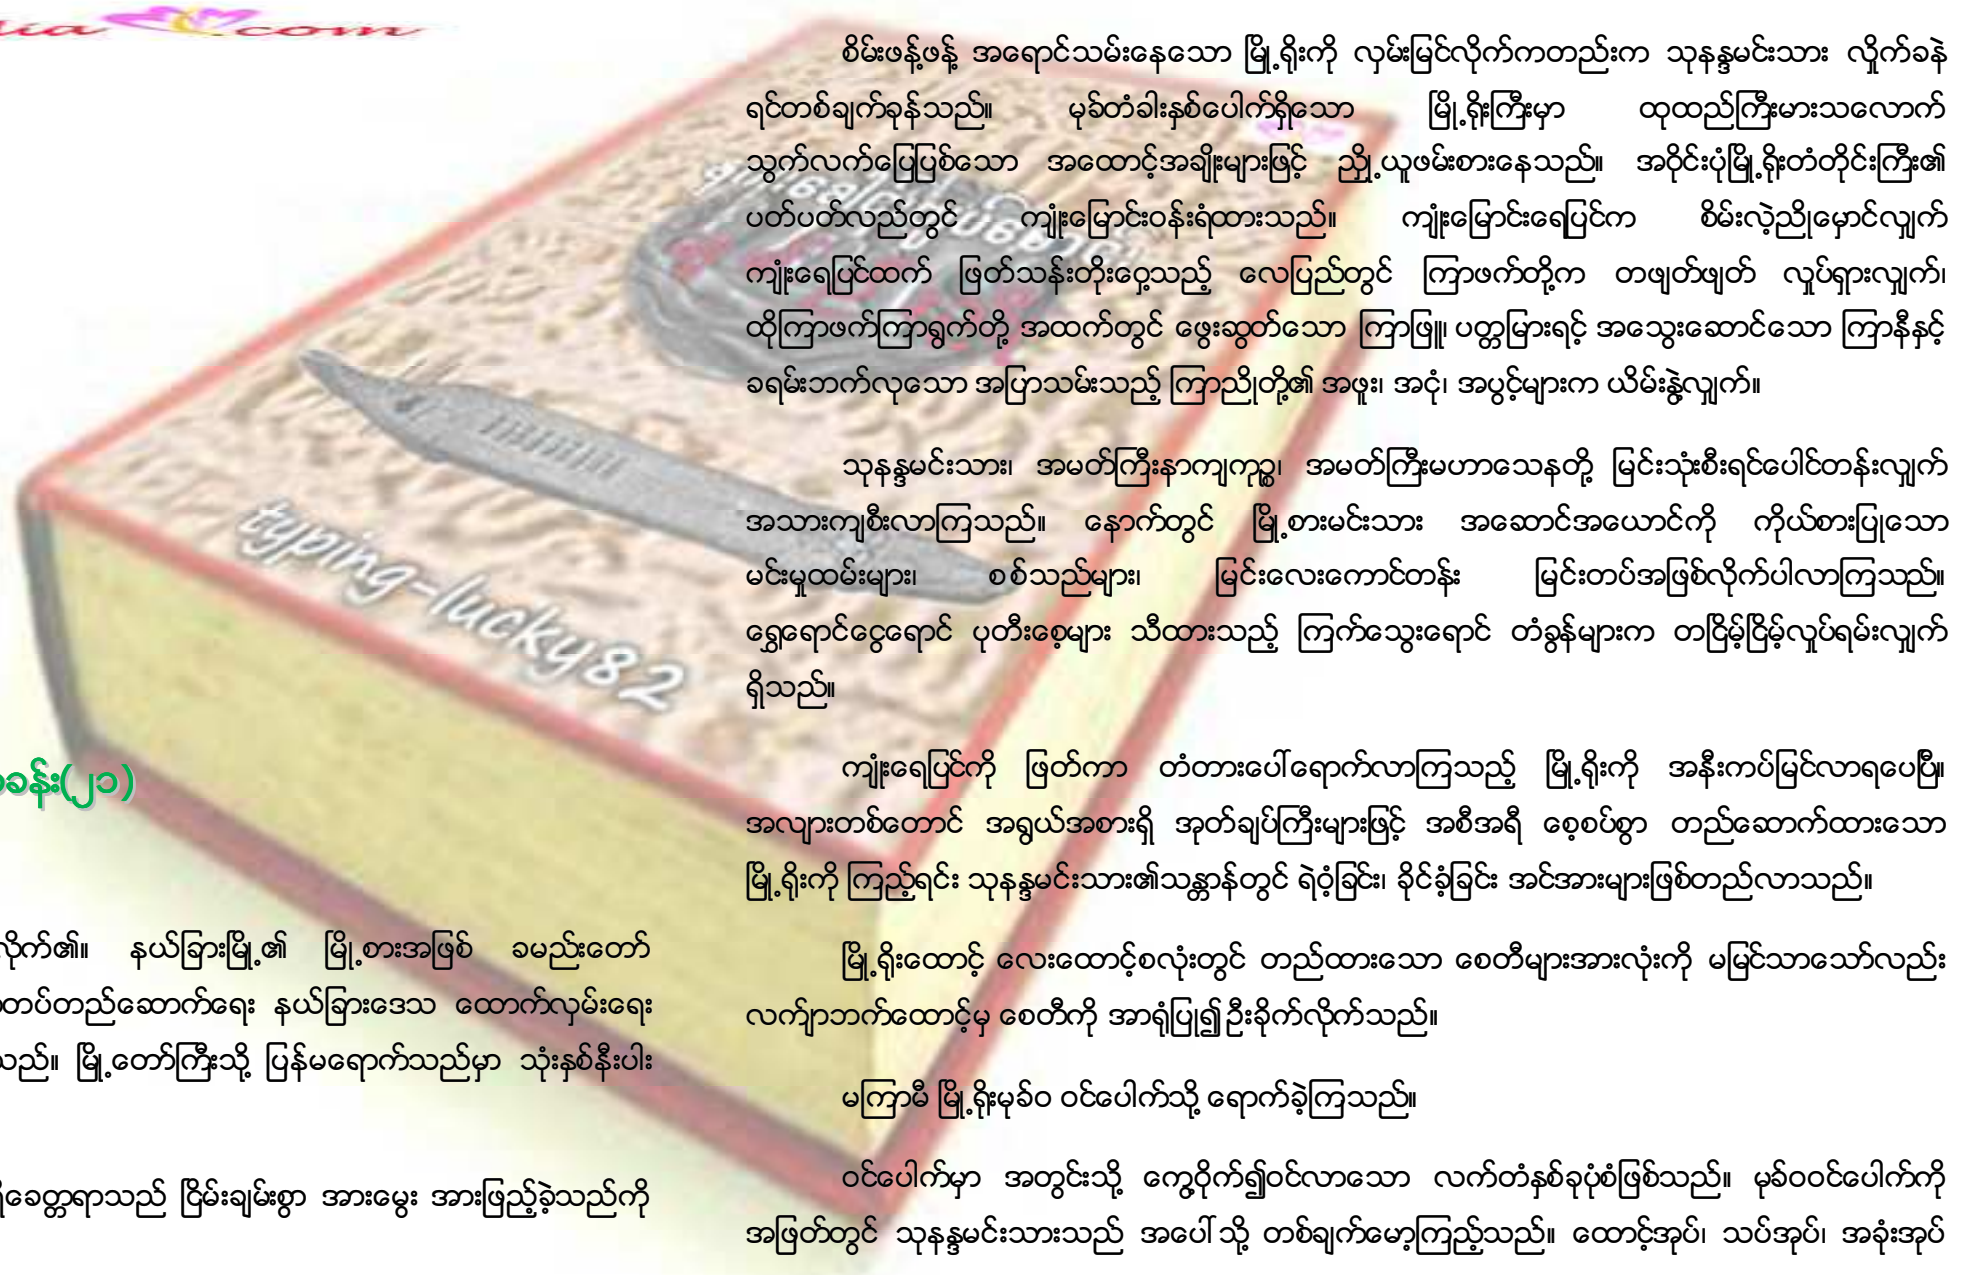 com
ခန်း(၂၁)
လိုက်၏။ နယ်ခြားမြို့၏ မြို့စားအဖြစ် ခမည်းတော်
တပ်တည်ဆောက်ရေး နယ်ခြားဒေသ ထောက်လှမ်းရေး
သည်။ မြို့တော်ကြီးသို့ ပြန်မရောက်သည်မှာ သုံးနှစ်နီးပါး
ခေတ္တရာသည် ငြိမ်းချမ်းစွာ အားမွေး အားဖြည့်ခဲ့သည်ကို
စိမ်းဖန့်ဖန့် အရောင်သမ်းနေသော မြို့ရိုးကို လှမ်းမြင်လိုက်ကတည်းက သုနန္ဒမင်းသား လှိုက်ခနဲ
ရင်တစ်ချက်ခုန်သည်။ မုခ်တံခါးနှစ်ပေါက်ရှိသော မြို့ရိုးကြီးမှာ ထုထည်ကြီးမားသလောက်
သွက်လက်ပြေပြစ်သော အထောင့်အချိုးများဖြင့် ညှို့ယူဖမ်းစားနေသည်။ အဝိုင်းပုံမြို့ရိုးတံတိုင်းကြီး၏
ပတ်ပတ်လည်တွင် ကျုံးမြောင်းဝန်းရံထားသည်။ ကျုံးမြောင်းရေပြင်က စိမ်းလဲ့ညိုမှောင်လျှက်
ကျုံးရေပြင်ထက် ဖြတ်သန်းတိုးဝှေ့သည့် လေပြည်တွင် ကြာဖက်တို့က တဖျတ်ဖျတ် လှုပ်ရှားလျှက်၊
ထိုကြာဖက်ကြာရွက်တို့ အထက်တွင် ဖွေးဆွတ်သော ကြာဖြူ၊ ပတ္တမြားရင့် အသွေးဆောင်သော ကြာနီနှင့်
ခရမ်းဘက်လုသော အပြာသမ်းသည့် ကြာညိုတို့၏ အဖူး၊ အငုံ၊ အပွင့်များက ယိမ်းနွဲ့လျှက်။
သုနန္ဒမင်းသား၊ အမတ်ကြီးနာကျကုဉ္စ၊ အမတ်ကြီးမဟာသေနတို့ မြင်းသုံးစီးရင်ပေါင်တန်းလျှက်
အသားကျစီးလာကြသည်။ နောက်တွင် မြို့စားမင်းသား အဆောင်အယောင်ကို ကိုယ်စားပြုသော
မင်းမှုထမ်းများ၊ စစ်သည်များ၊ မြင်းလေးကောင်တန်း မြင်းတပ်အဖြစ်လိုက်ပါလာကြသည်။
ရွှေရောင်ငွေရောင် ပုတီးစေ့များ သီထားသည့် ကြက်သွေးရောင် တံခွန်များက တငြိမ့်ငြိမ့်လှုပ်ရမ်းလျှက်
ရှိသည်။
ကျုံးရေပြင်ကို ဖြတ်ကာ တံတားပေါ်ရောက်လာကြသည့် မြို့ရိုးကို အနီးကပ်မြင်လာရပေပြီ။
အလျားတစ်တောင် အရွယ်အစားရှိ အုတ်ချပ်ကြီးများဖြင့် အစီအရီ စေ့စပ်စွာ တည်ဆောက်ထားသော
မြို့ရိုးကို ကြည့်ရင်း သုနန္ဒမင်းသား၏သန္တာန်တွင် ရဲဝံ့ခြင်း၊ ခိုင်ခံ့ခြင်း အင်အားများဖြစ်တည်လာသည်။
မြို့ရိုးထောင့် လေးထောင့်စလုံးတွင် တည်ထားသော စေတီများအားလုံးကို မမြင်သာသော်လည်း
လက်ျာဘက်ထောင့်မှ စေတီကို အာရုံပြု၍ ဦးခိုက်လိုက်သည်။
မကြာမီ မြို့ရိုးမုခ်ဝ ဝင်ပေါက်သို့ ရောက်ခဲ့ကြသည်။
ဝင်ပေါက်မှာ အတွင်းသို့ ကွေ့ဝိုက်၍ဝင်လာသော လက်တံနှစ်ခုပုံစံဖြစ်သည်။ မုခ်ဝဝင်ပေါက်ကို
အဖြတ်တွင် သုနန္ဒမင်းသားသည် အပေါ်သို့ တစ်ချက်မော့ကြည့်သည်။ ထောင့်အုပ်၊ သပ်အုပ်၊ အခုံးအုပ်
typing-lucky82